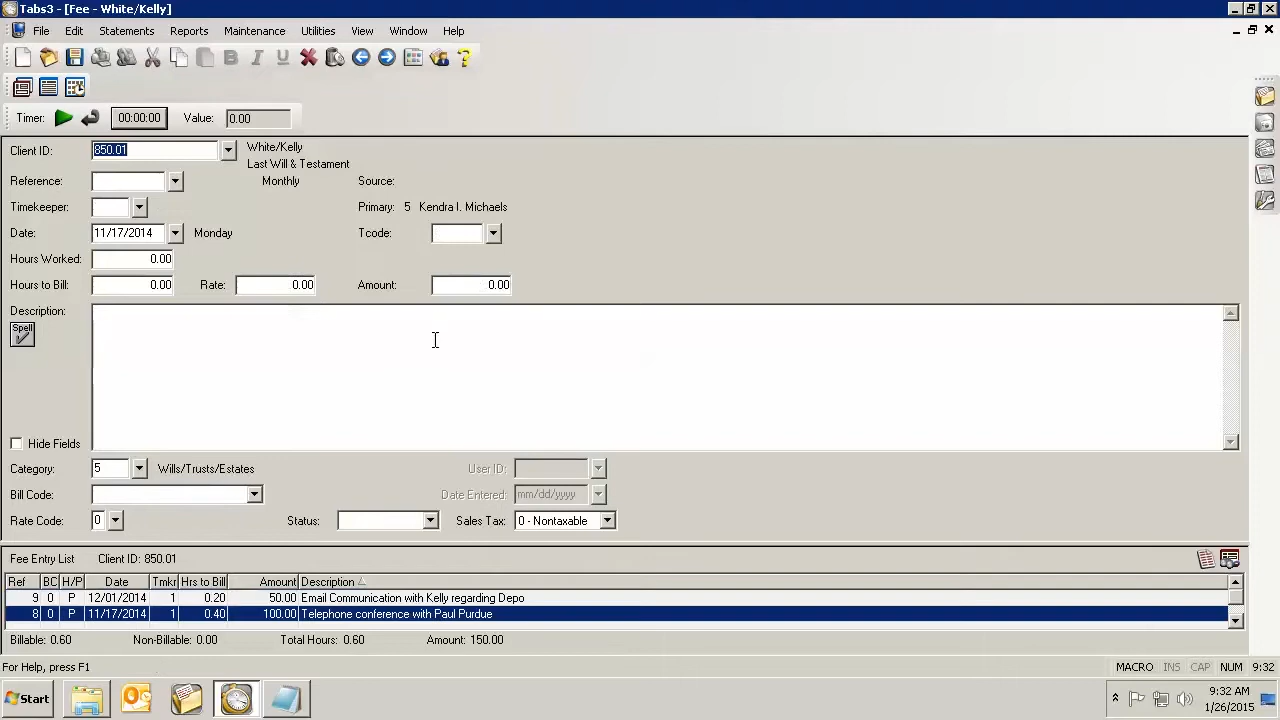 Tabs3 - [Fee - White/Kelly]
File Edit Statements Reports Maintenance Utilities View Window Help
Timer: 00:00:00 Value: 0.00
Client ID: 850.01 White/Kelly
Last Will & Testament
Reference: Monthly Source:
Timekeeper: Primary: 5 Kendra I. Michaels
Date: 11/17/2014 Monday Tcode:
Hours Worked: 0.00
Hours to Bill: 0.00 Rate: 0.00 Amount: 0.00
Description:
Spell
Hide Fields
Category: 5 Wills/Trusts/Estates User ID:
Bill Code: Date Entered: mm/dd/yyyy
Rate Code: 0 Status: Sales Tax: 0 - Nontaxable
Fee Entry List Client ID: 850.01
Ref BC H/P Date Tmkr Hrs to Bill Amount Description
9 0 P 12/01/2014 1 0.20 50.00 Email Communication with Kelly regarding Depo
8 0 P 11/17/2014 1 0.40 100.00 Telephone conference with Paul Purdue
Billable: 0.60 Non-Billable: 0.00 Total Hours: 0.60 Amount: 150.00
For Help, press F1 MACRO INS CAP NUM 9:32
Start 9:32 AM
1/26/2015